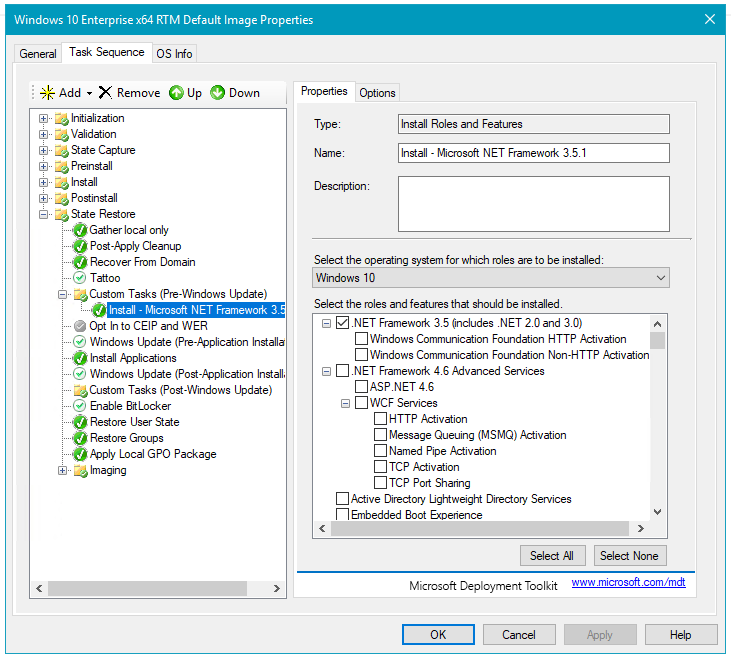 Windows 10 Enterprise x64 RTM Default Image Properties
General Task Sequence OS Info
Add Remove Up Down
Initialization
Validation
State Capture
Preinstall
Install
Postinstall
State Restore
Gather local only
Post-Apply Cleanup
Recover From Domain
Tattoo
Custom Tasks (Pre-Windows Update)
Install - Microsoft NET Framework 3.5
Opt In to CEIP and WER
Windows Update (Pre-Application Installa
Install Applications
Windows Update (Post-Application Instal
Custom Tasks (Post-Windows Update)
Enable BitLocker
Restore User State
Restore Groups
Apply Local GPO Package
Imaging
Properties Options
Type: Install Roles and Features
Name: Install - Microsoft NET Framework 3.5.1
Description:
Select the operating system for which roles are to be installed:
Windows 10
Select the roles and features that should be installed.
.NET Framework 3.5 (includes .NET 2.0 and 3.0)
Windows Communication Foundation HTTP Activation
Windows Communication Foundation Non-HTTP Activation
.NET Framework 4.6 Advanced Services
ASP.NET 4.6
WCF Services
HTTP Activation
Message Queuing (MSMQ) Activation
Named Pipe Activation
TCP Activation
TCP Port Sharing
Active Directory Lightweight Directory Services
Embedded Boot Experience
Select All Select None
Microsoft Deployment Toolkit www.microsoft.com/mdt
OK Cancel Apply Help